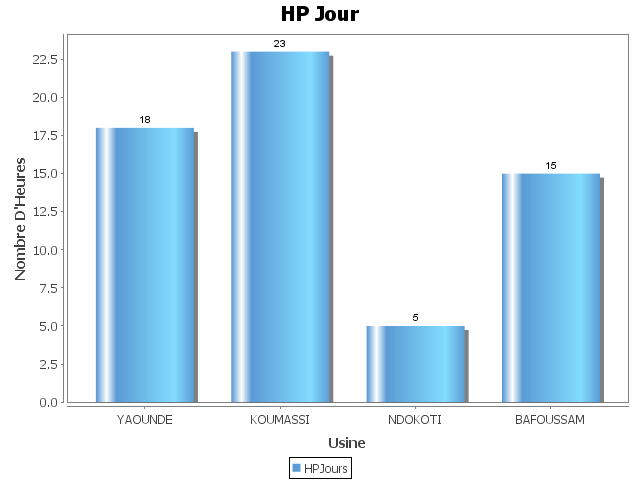 HP Jour
Nombre D'Heures
22.5
20.0
17.5
15.0
12.5
10.0
7.5
5.0
2.5
0.0
18
23
5
15
YAOUNDE
KOUMASSI
NDOKOTI
BAFOUSSAM
Usine
HPJours